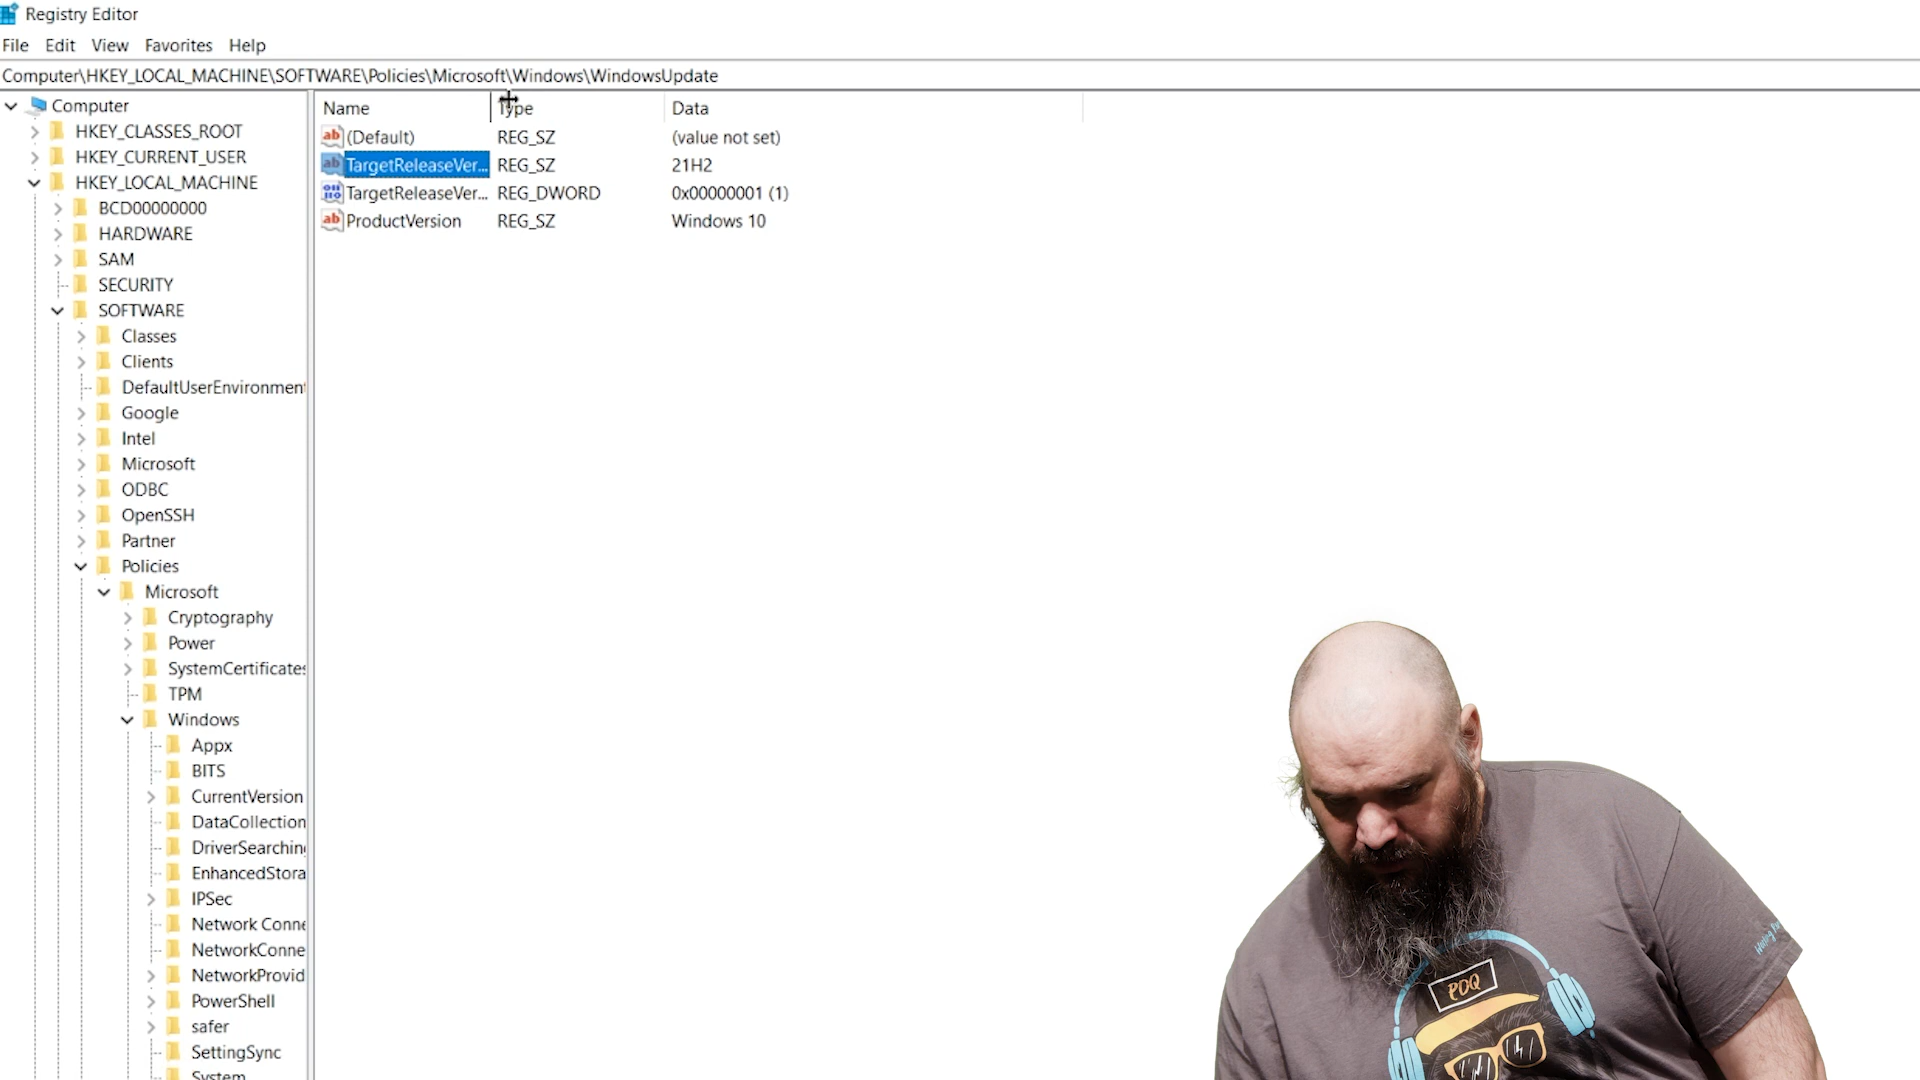 Registry Editor
File Edit View Favorites Help
Computer\HKEY_LOCAL_MACHINE\SOFTWARE\Policies\Microsoft\Windows\WindowsUpdate
Name Type Data
(Default) REG_SZ (value not set)
TargetReleaseVer... REG_SZ 21H2
TargetReleaseVer... REG_DWORD 0x00000001 (1)
ProductVersion REG_SZ Windows 10
Computer
HKEY_CLASSES_ROOT
HKEY_CURRENT_USER
HKEY_LOCAL_MACHINE
BCD00000000
HARDWARE
SAM
SECURITY
SOFTWARE
Classes
Clients
DefaultUserEnvironment
Google
Intel
Microsoft
ODBC
OpenSSH
Partner
Policies
Microsoft
Cryptography
Power
SystemCertificates
TPM
Windows
Appx
BITS
CurrentVersion
DataCollection
DriverSearchin
EnhancedStora
IPSec
Network Conne
NetworkConne
NetworkProvid
PowerShell
safer
SettingSync
System
PDQ